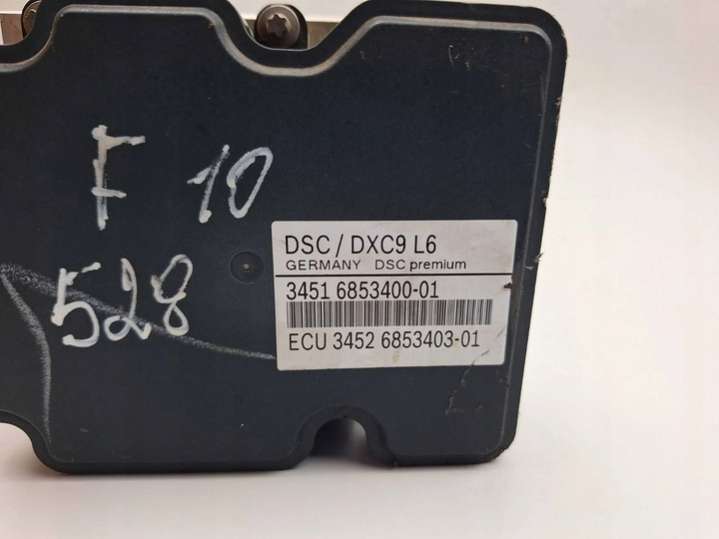 F 10
528
DSC / DXC9 L6
GERMANY DSC premium
3451 6853400-01
ECU 3452 6853403-01